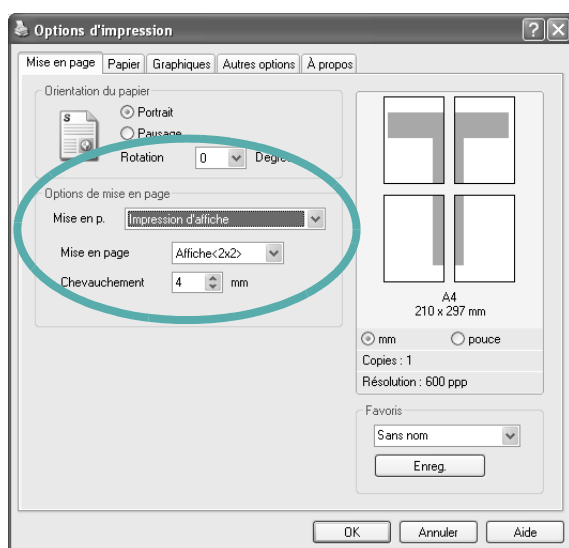 Options d'impression
Mise en page Papier Graphiques Autres options À propos
Orientation du papier
S
Portrait
Paysage
Rotation 0
Options de mise en page
Mise en p. Impression d'affiche
Mise en page Affiche<2x2>
Chevauchement 4 mm
A4
210 x 297 mm
mm pouce
Copies : 1
Résolution : 600 ppp
Favoris
Sans nom
Enreg.
OK Annuler Aide